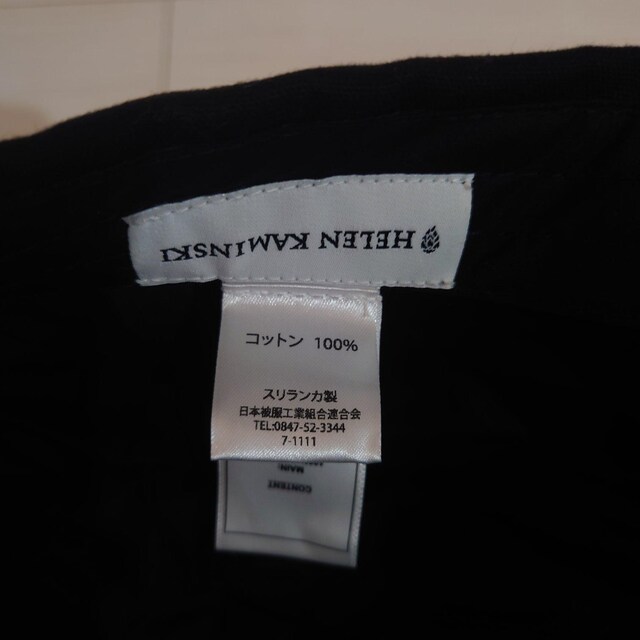 HELEN KAMINSKI
コットン 100%
スリランカ製
日本被服工業組合連合会
TEL:0847-52-3344
7-1111
CONTENT
MAIN